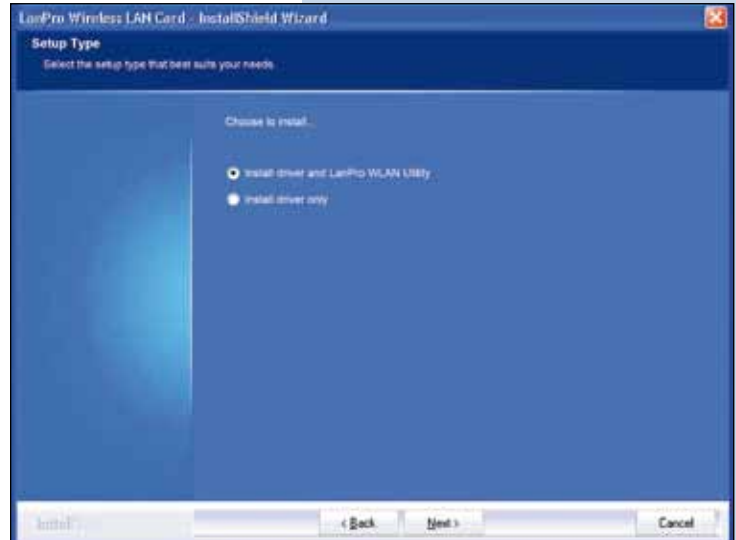 LanPro Wireless LAN Card - InstallShield Wizard
Setup Type
Select the setup type that best suits your needs.
Choose to install...
Install driver and LanPro WLAN Utility
Install driver only
< Back
Next >
Cancel